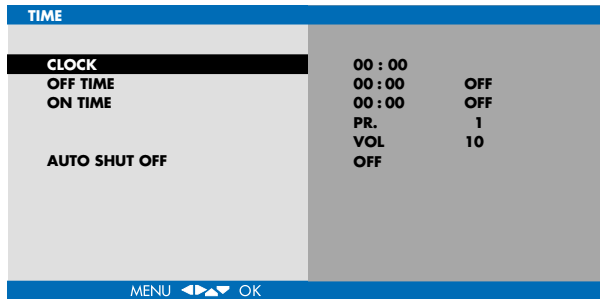 TIME
CLOCK 00 : 00
OFF TIME 00 : 00 OFF
ON TIME 00 : 00 OFF
PR. 1
VOL 10
AUTO SHUT OFF OFF
MENU ◀▶▲▼ OK